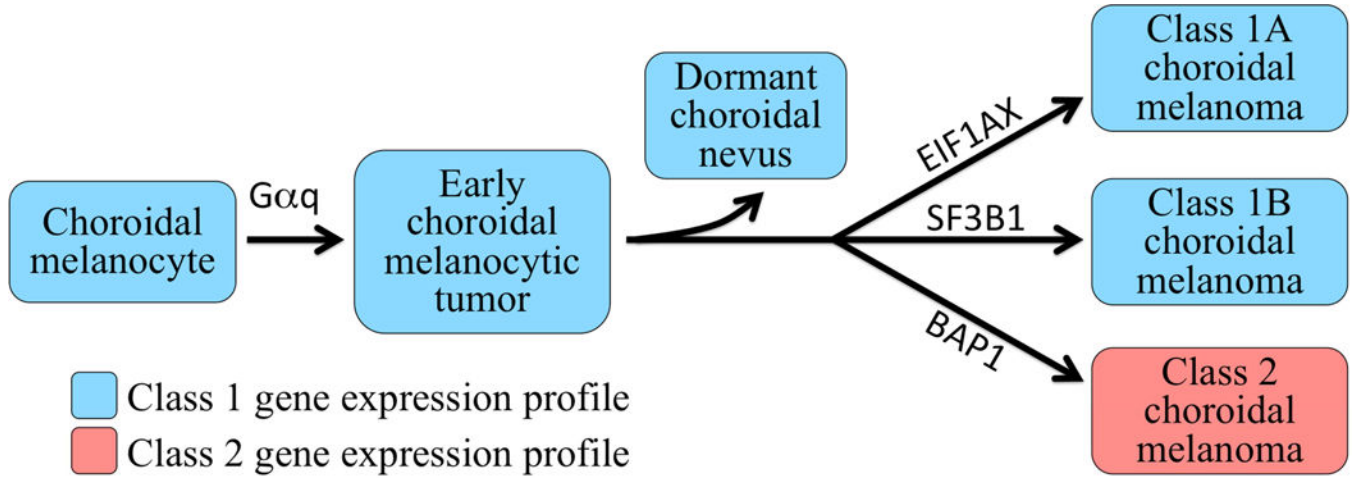 Choroidal
melanocyte
Gαq
Early
choroidal
melanocytic
tumor
Dormant
choroidal
nevus
EIF1AX
SF3B1
BAP1
Class 1A
choroidal
melanoma
Class 1B
choroidal
melanoma
Class 2
choroidal
melanoma
Class 1 gene expression profile
Class 2 gene expression profile